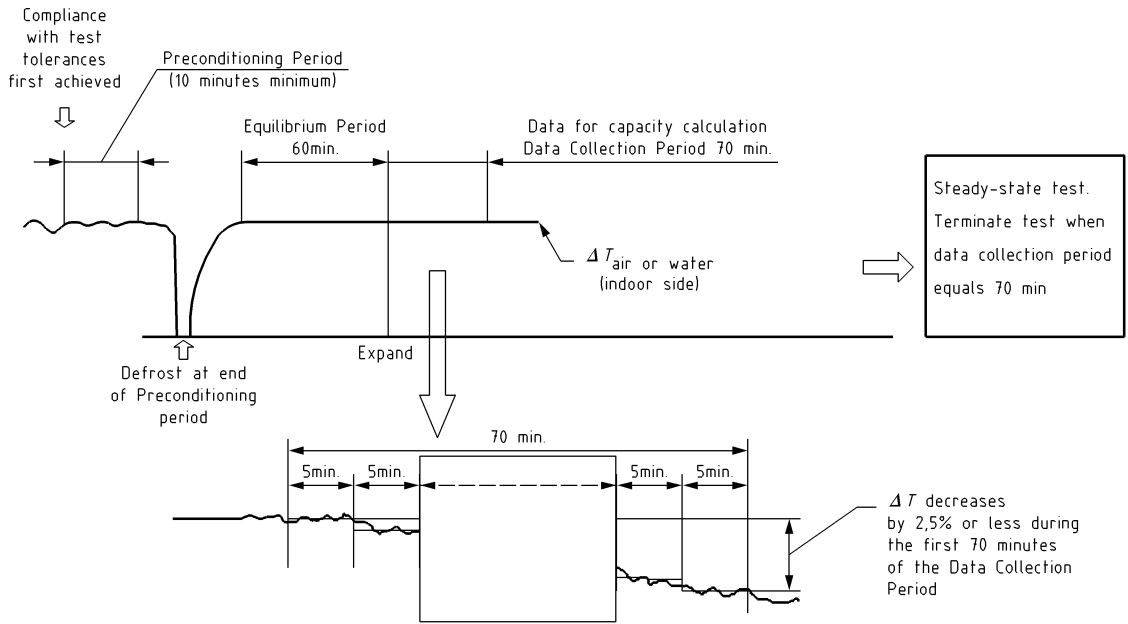 Compliance
with test
tolerances
first achieved
Preconditioning Period
(10 minutes minimum)
Equilibrium Period
60min.
Data for capacity calculation
Data Collection Period 70 min.
Steady-state test.
Terminate test when
data collection period
equals 70 min
ΔT air or water
(indoor side)
Expand
Defrost at end
of Preconditioning
period
70 min.
5min. 5min. 5min. 5min.
ΔT decreases
by 2,5% or less during
the first 70 minutes
of the Data Collection
Period